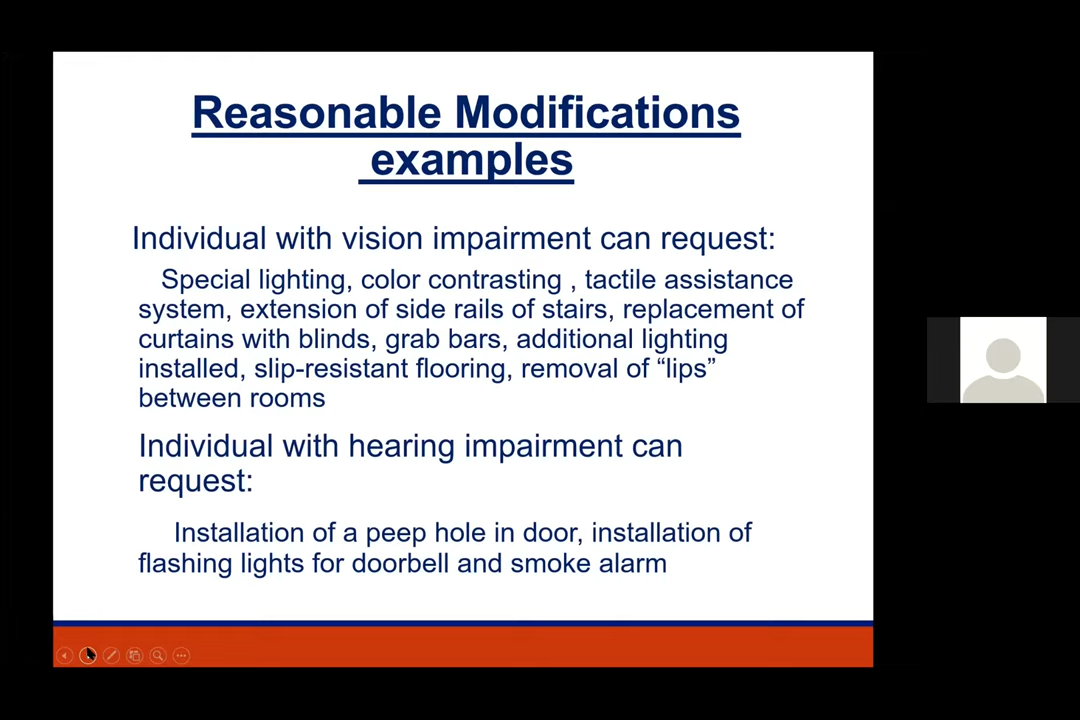 Reasonable Modifications
examples
Individual with vision impairment can request:
Special lighting, color contrasting , tactile assistance
system, extension of side rails of stairs, replacement of
curtains with blinds, grab bars, additional lighting
installed, slip-resistant flooring, removal of “lips”
between rooms
Individual with hearing impairment can
request:
Installation of a peep hole in door, installation of
flashing lights for doorbell and smoke alarm